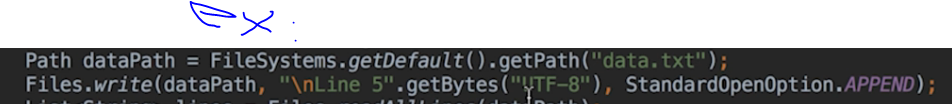 Ex:
Path dataPath = FileSystems.getDefault().getPath("data.txt");
Files.write(dataPath, "\nLine 5".getBytes("UTF-8"), StandardOpenOption.APPEND);